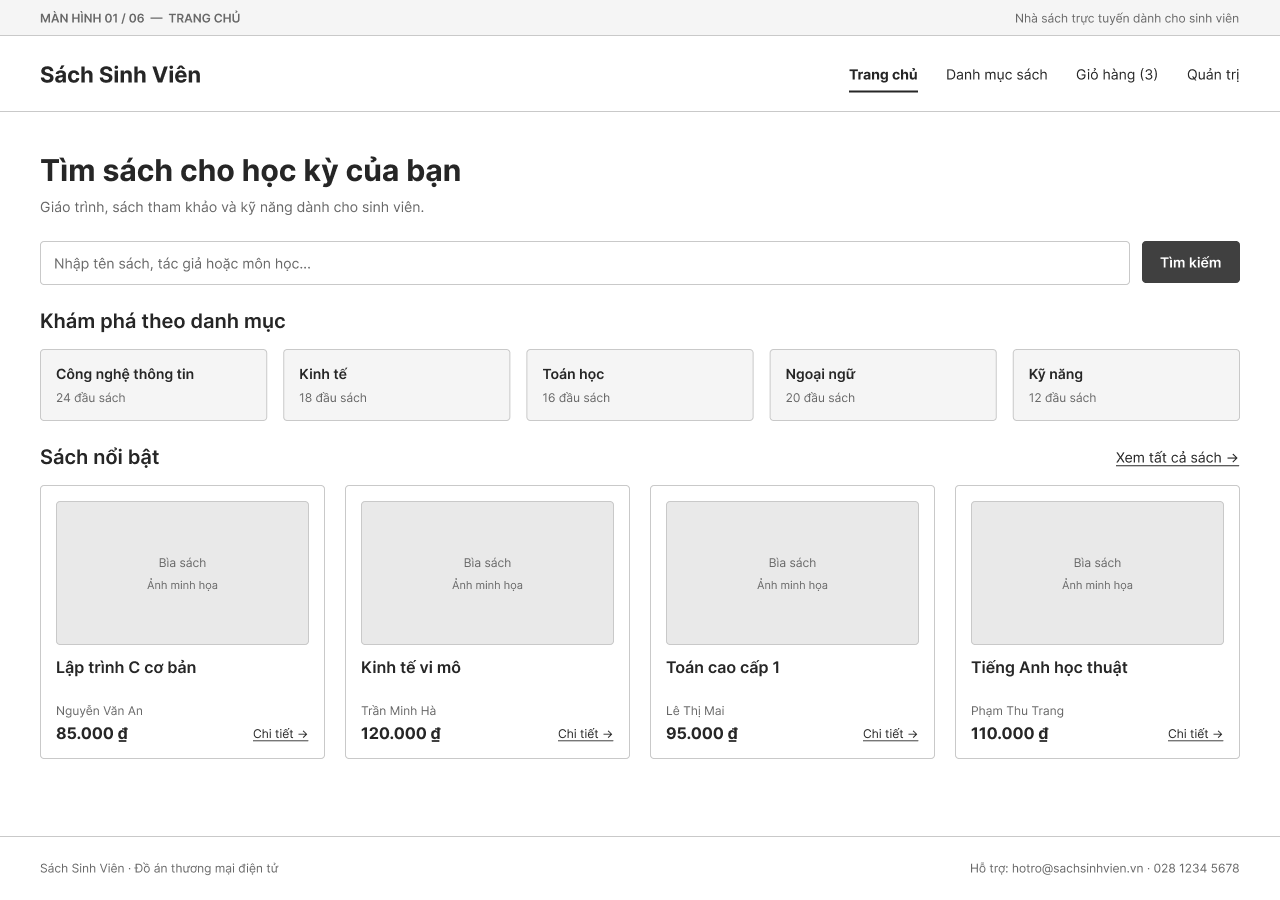 MÀN HÌNH 01 / 06 — TRANG CHỦ
Nhà sách trực tuyến dành cho sinh viên
Sách Sinh Viên
Trang chủ
Danh mục sách
Giỏ hàng (3)
Quản trị
Tìm sách cho học kỳ của bạn
Giáo trình, sách tham khảo và kỹ năng dành cho sinh viên.
Nhập tên sách, tác giả hoặc môn học...
Tìm kiếm
Khám phá theo danh mục
Công nghệ thông tin
24 đầu sách
Kinh tế
18 đầu sách
Toán học
16 đầu sách
Ngoại ngữ
20 đầu sách
Kỹ năng
12 đầu sách
Sách nổi bật
Xem tất cả sách →
Bìa sách
Ảnh minh họa
Lập trình C cơ bản
Nguyễn Văn An
85.000 ₫
Chi tiết →
Bìa sách
Ảnh minh họa
Kinh tế vi mô
Trần Minh Hà
120.000 ₫
Chi tiết →
Bìa sách
Ảnh minh họa
Toán cao cấp 1
Lê Thị Mai
95.000 ₫
Chi tiết →
Bìa sách
Ảnh minh họa
Tiếng Anh học thuật
Phạm Thu Trang
110.000 ₫
Chi tiết →
Sách Sinh Viên · Đồ án thương mại điện tử
Hỗ trợ: hotro@sachsinhvien.vn · 028 1234 5678